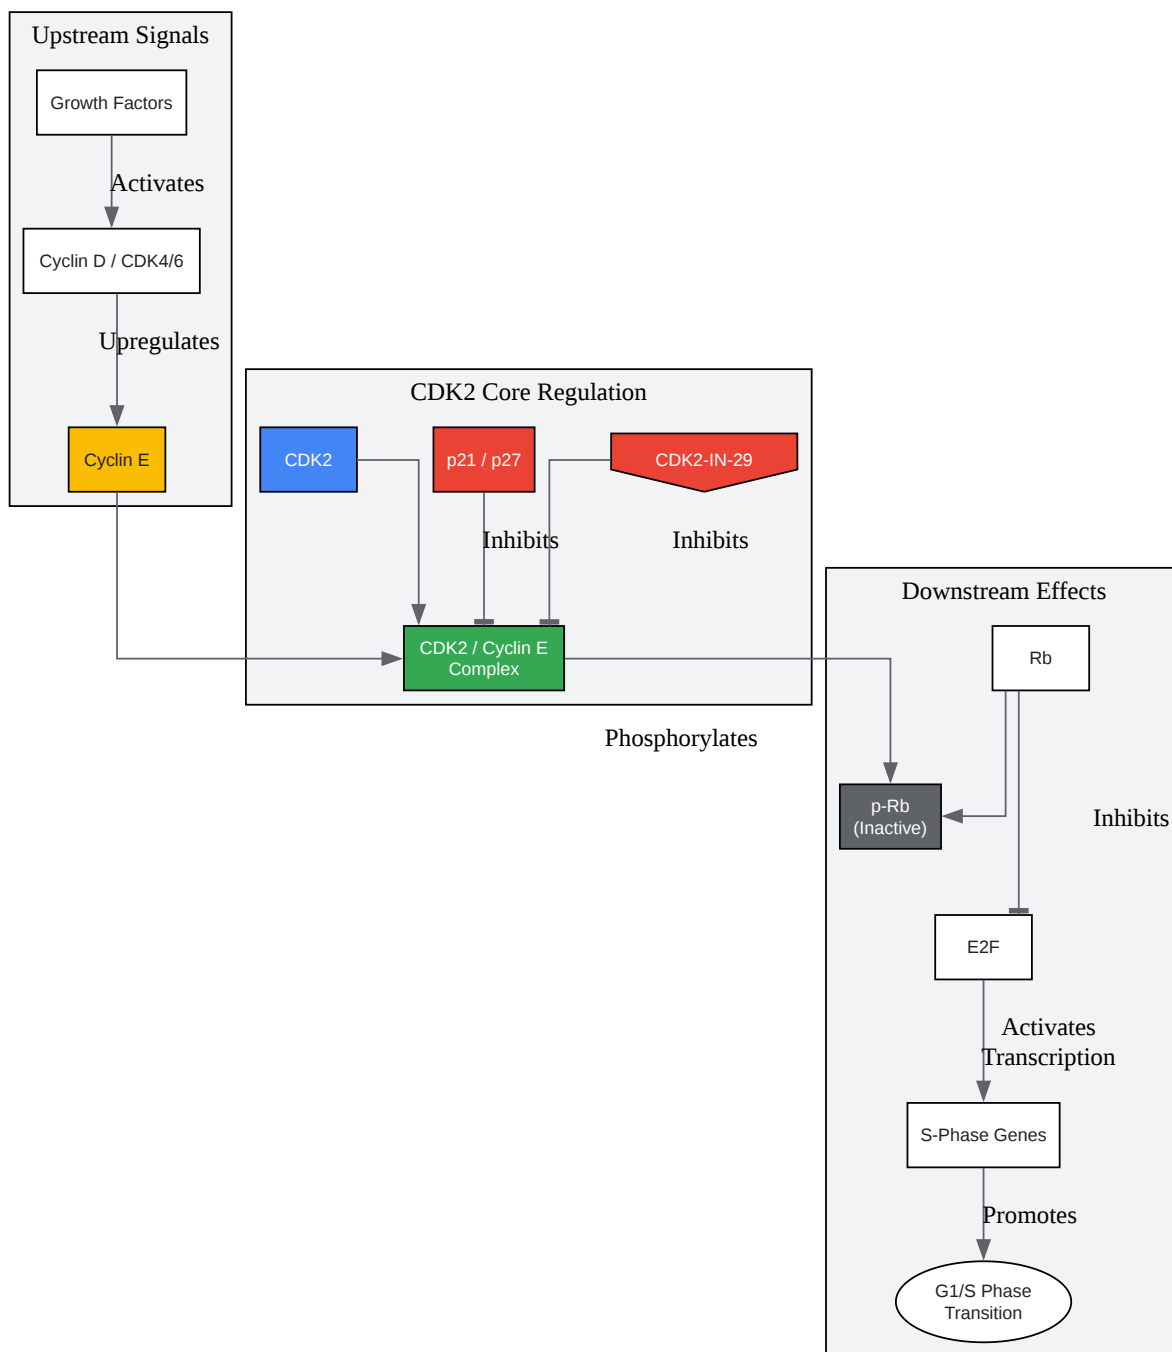 Upstream Signals
Growth Factors
Activates
Cyclin D / CDK4/6
Upregulates
Cyclin E
CDK2 Core Regulation
CDK2
p21 / p27
CDK2-IN-29
Inhibits
Inhibits
CDK2 / Cyclin E
Complex
Phosphorylates
Downstream Effects
Rb
p-Rb
(Inactive)
Inhibits
E2F
Activates
Transcription
S-Phase Genes
Promotes
G1/S Phase
Transition